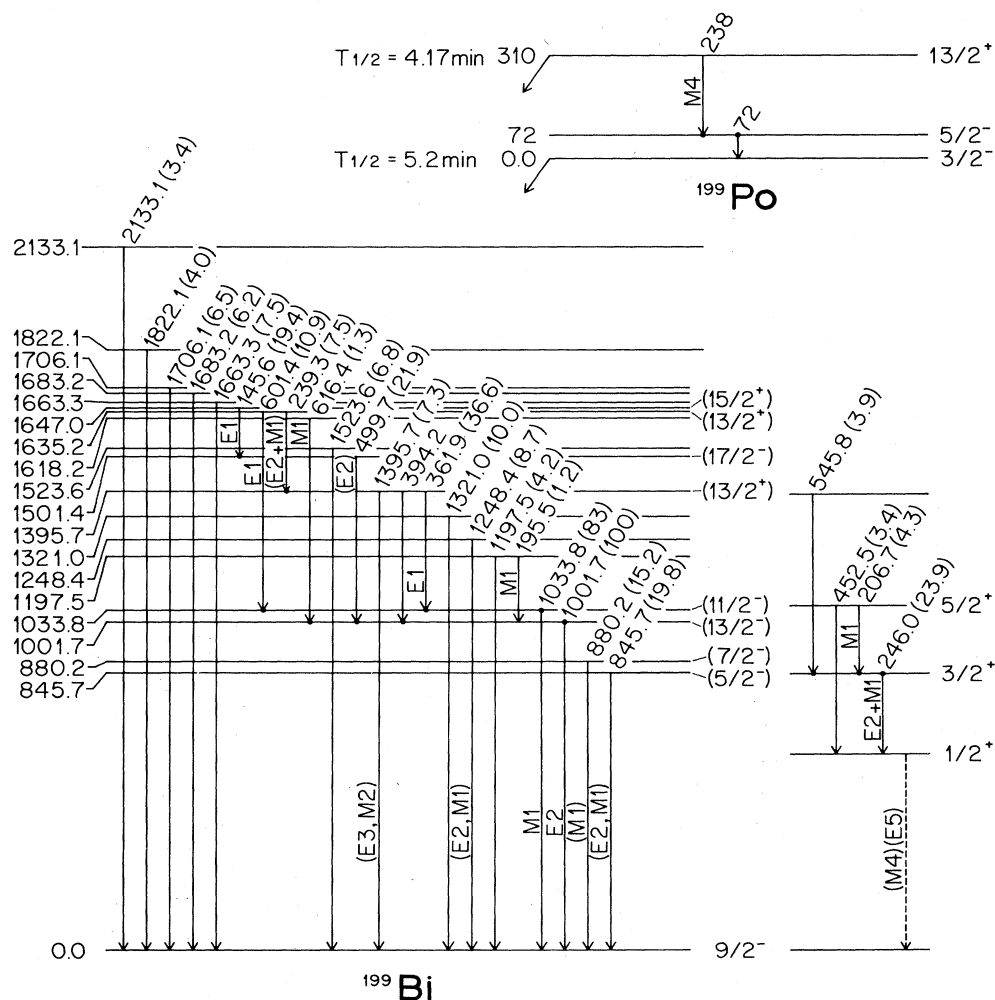 T1/2 = 4.17min 310 238 13/2+
M4
72 72 5/2-
T1/2 = 5.2min 0.0 3/2-
199Po
2133.1 (3.4)
2133.1
1822.1 (4.0)
1706.1 (6.5)
1683.2 (6.2)
1663.3 (7.5)
145.6 (19.4)
601.4 (10.9)
239.3 (7.5)
616.4 (1.3)
1523.6 (6.8)
499.7 (21.9)
1395.7 (7.3)
394.2
361.9 (36.6)
1321.0 (10.0)
1248.4 (8.7)
1197.5 (4.2)
195.5 (1.2)
1033.8 (83)
1001.7 (100)
880.2 (15.2)
845.7 (19.8)
1822.1
1706.1
1683.2
1663.3 (15/2+)
1647.0 (13/2+)
1635.2
1618.2 (17/2-)
1523.6
1501.4 (13/2+)
1395.7
1321.0
1248.4
1197.5
1033.8 (11/2-)
1001.7 (13/2-)
880.2 (7/2-)
845.7 (5/2-)
E1
E1
(E2+M1)
M1
(E2)
E1
M1
(E3, M2)
(E2, M1)
M1
E2
(M1)
(E2, M1)
0.0 9/2-
545.8 (3.9)
452.5 (3.4)
206.7 (4.3)
246.0 (23.9)
5/2+
M1
3/2+
E2+M1
1/2+
(M4)(E5)
199Bi